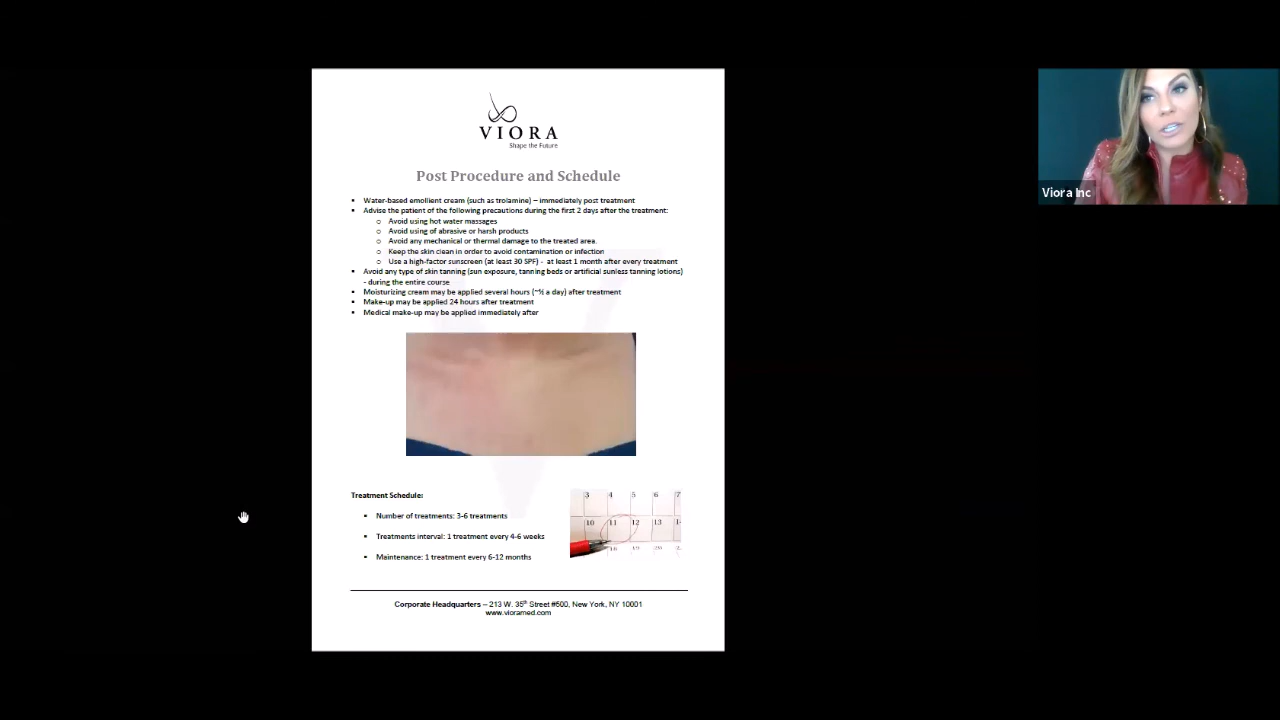 VIORA
Shape the Future
Post Procedure and Schedule
▪ Water-based emollient cream (such as trolamine) – immediately post treatment
▪ Advise the patient of the following precautions during the first 2 days after the treatment:
o Avoid using hot water massages
o Avoid using of abrasive or harsh products
o Avoid any mechanical or thermal damage to the treated area.
o Keep the skin clean in order to avoid contamination or infection
o Use a high-factor sunscreen (at least 30 SPF) - at least 1 month after every treatment
▪ Avoid any type of skin tanning (sun exposure, tanning beds or artificial sunless tanning lotions)
- during the entire course
▪ Moisturizing cream may be applied several hours (~½ a day) after treatment
▪ Make-up may be applied 24 hours after treatment
▪ Medical make-up may be applied immediately after
Treatment Schedule:
▪ Number of treatments: 3-6 treatments
▪ Treatments interval: 1 treatment every 4-6 weeks
▪ Maintenance: 1 treatment every 6-12 months
3 4 5 6 7
10 11 12 13
18 19 20
Corporate Headquarters – 213 W. 35th Street #500, New York, NY 10001
www.vioramed.com
Viora Inc